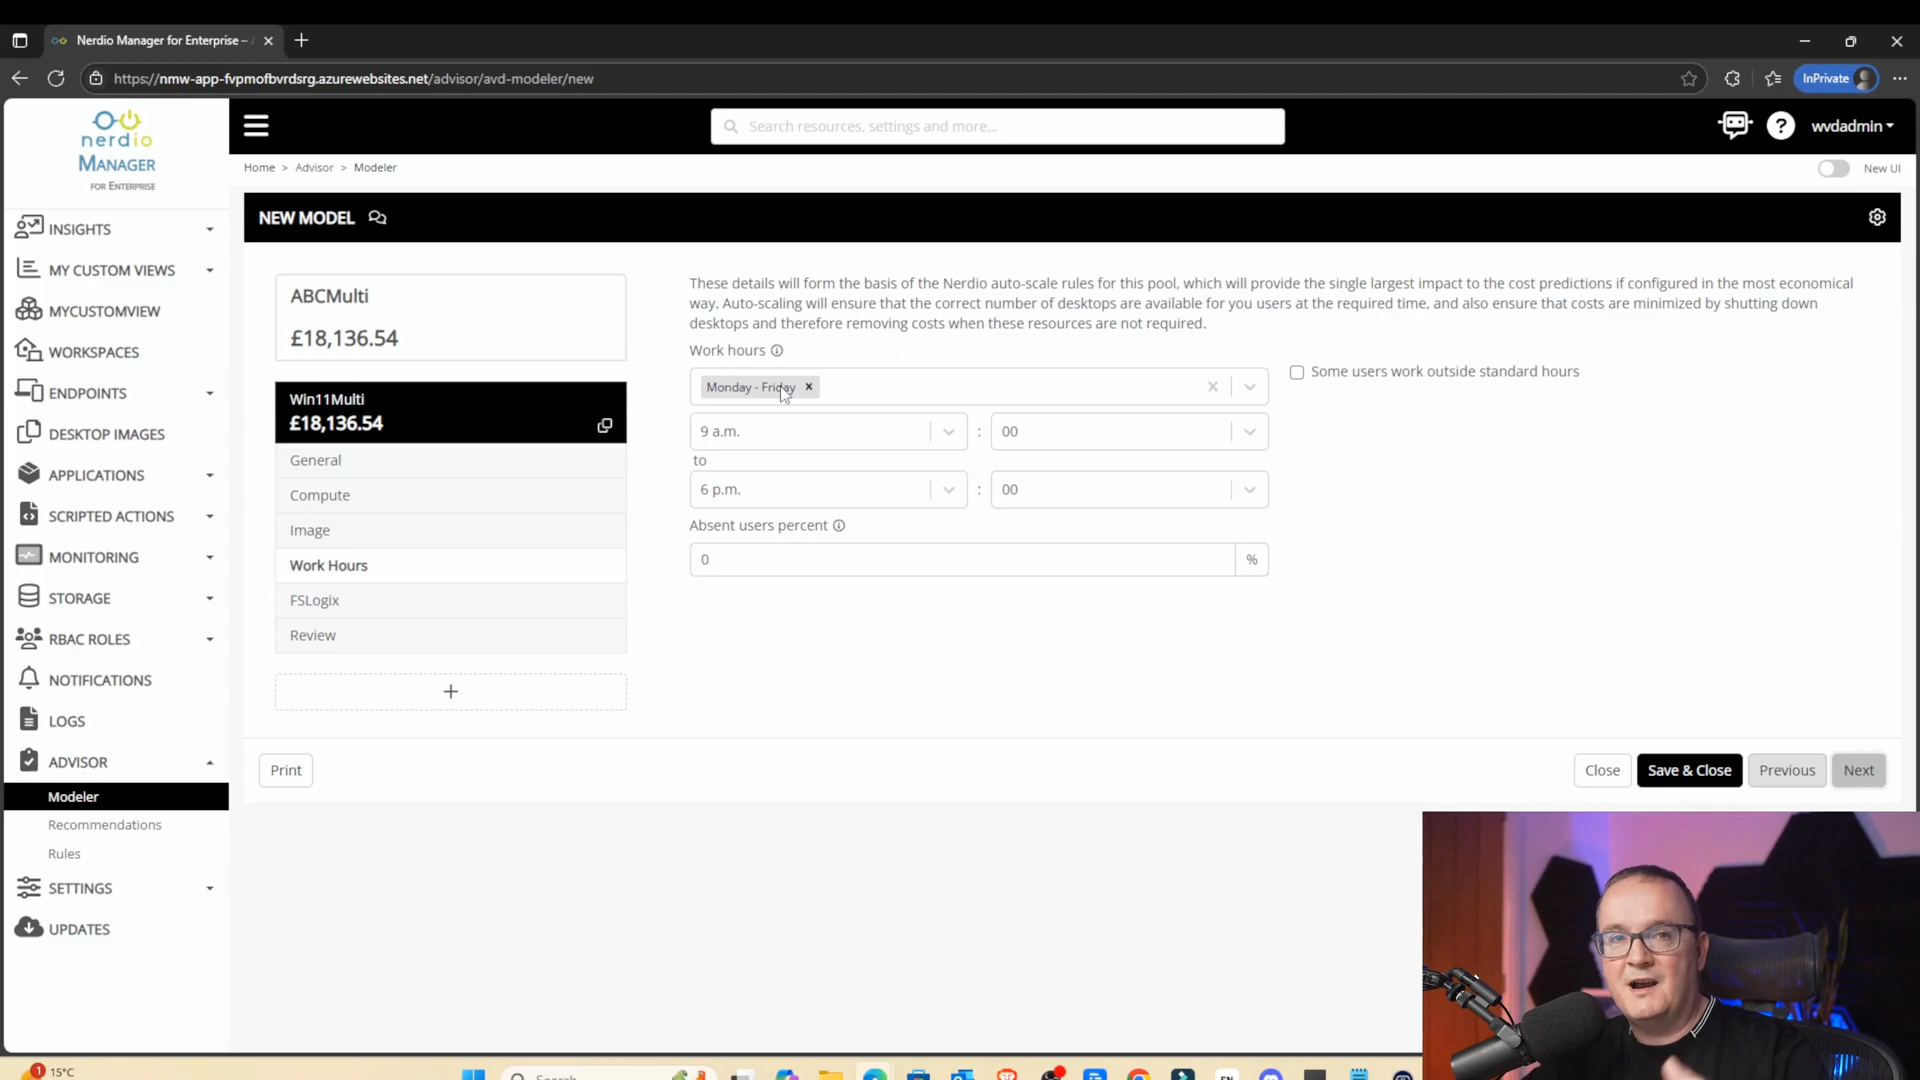 Nerdio Manager for Enterprise –
https://nmw-app-fvpmofbvrdsrg.azurewebsites.net/advisor/avd-modeler/new
InPrivate
nerdio
MANAGER
FOR ENTERPRISE
Search resources, settings and more...
?
wvdadmin
Home > Advisor > Modeler
New UI
INSIGHTS
MY CUSTOM VIEWS
MYCUSTOMVIEW
WORKSPACES
ENDPOINTS
DESKTOP IMAGES
APPLICATIONS
SCRIPTED ACTIONS
MONITORING
STORAGE
RBAC ROLES
NOTIFICATIONS
LOGS
ADVISOR
Modeler
Recommendations
Rules
SETTINGS
UPDATES
NEW MODEL
ABCMulti
£18,136.54
Win11Multi
£18,136.54
General
Compute
Image
Work Hours
FSLogix
Review
+
These details will form the basis of the Nerdio auto-scale rules for this pool, which will provide the single largest impact to the cost predictions if configured in the most economical
way. Auto-scaling will ensure that the correct number of desktops are available for you users at the required time, and also ensure that costs are minimized by shutting down
desktops and therefore removing costs when these resources are not required.
Work hours
Monday - Friday
Some users work outside standard hours
9 a.m. : 00
to
6 p.m. : 00
Absent users percent
0 %
Print
Close
Save & Close
Previous
Next
1
15°C
Search
EN